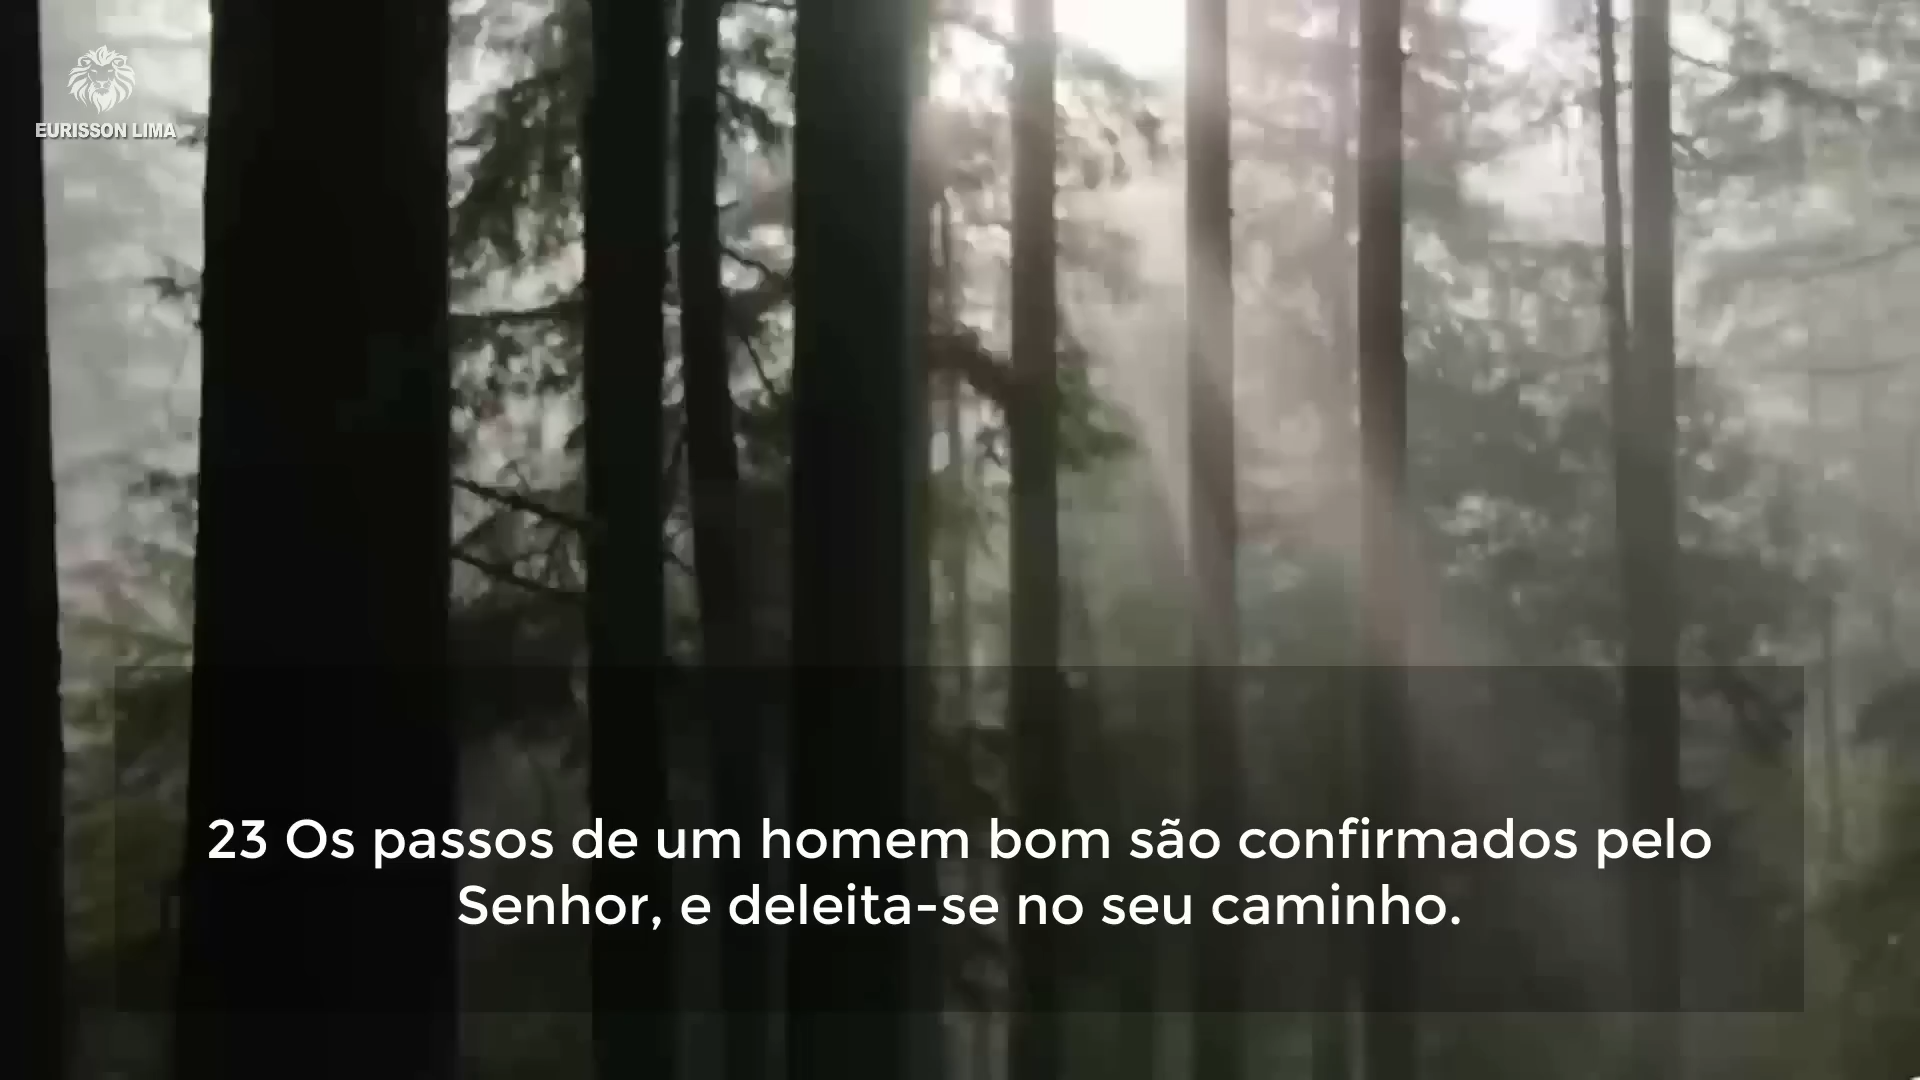 EURISSON LIMA
23 Os passos de um homem bom são confirmados pelo
Senhor, e deleita-se no seu caminho.